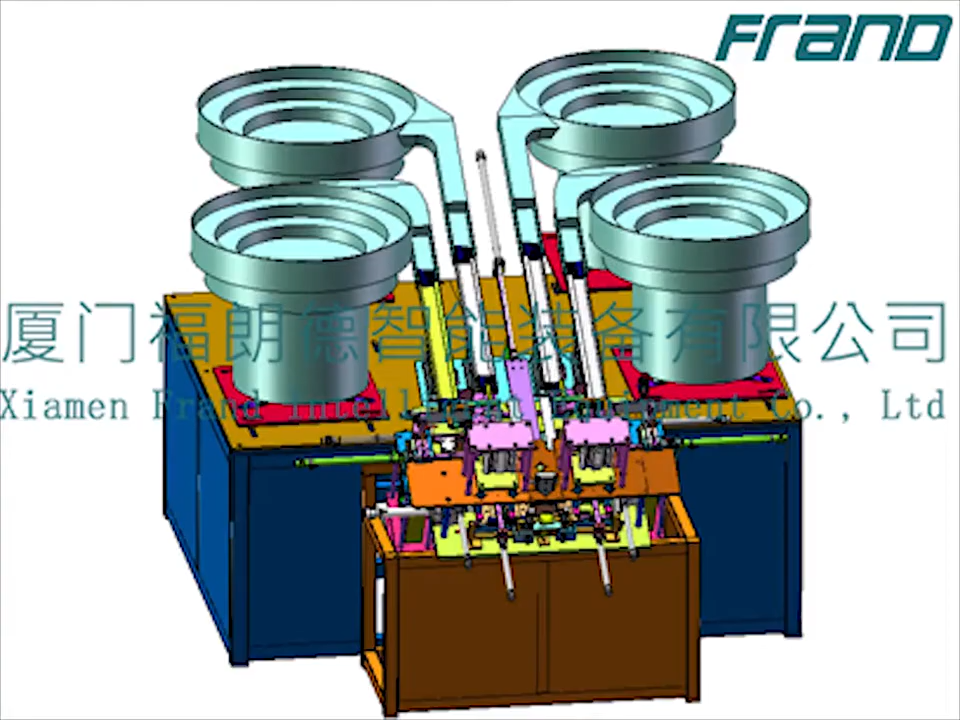 FRAND
厦门福朗德智能装备有限公司
Xiamen Frand Intelligent Equipment Co., Ltd